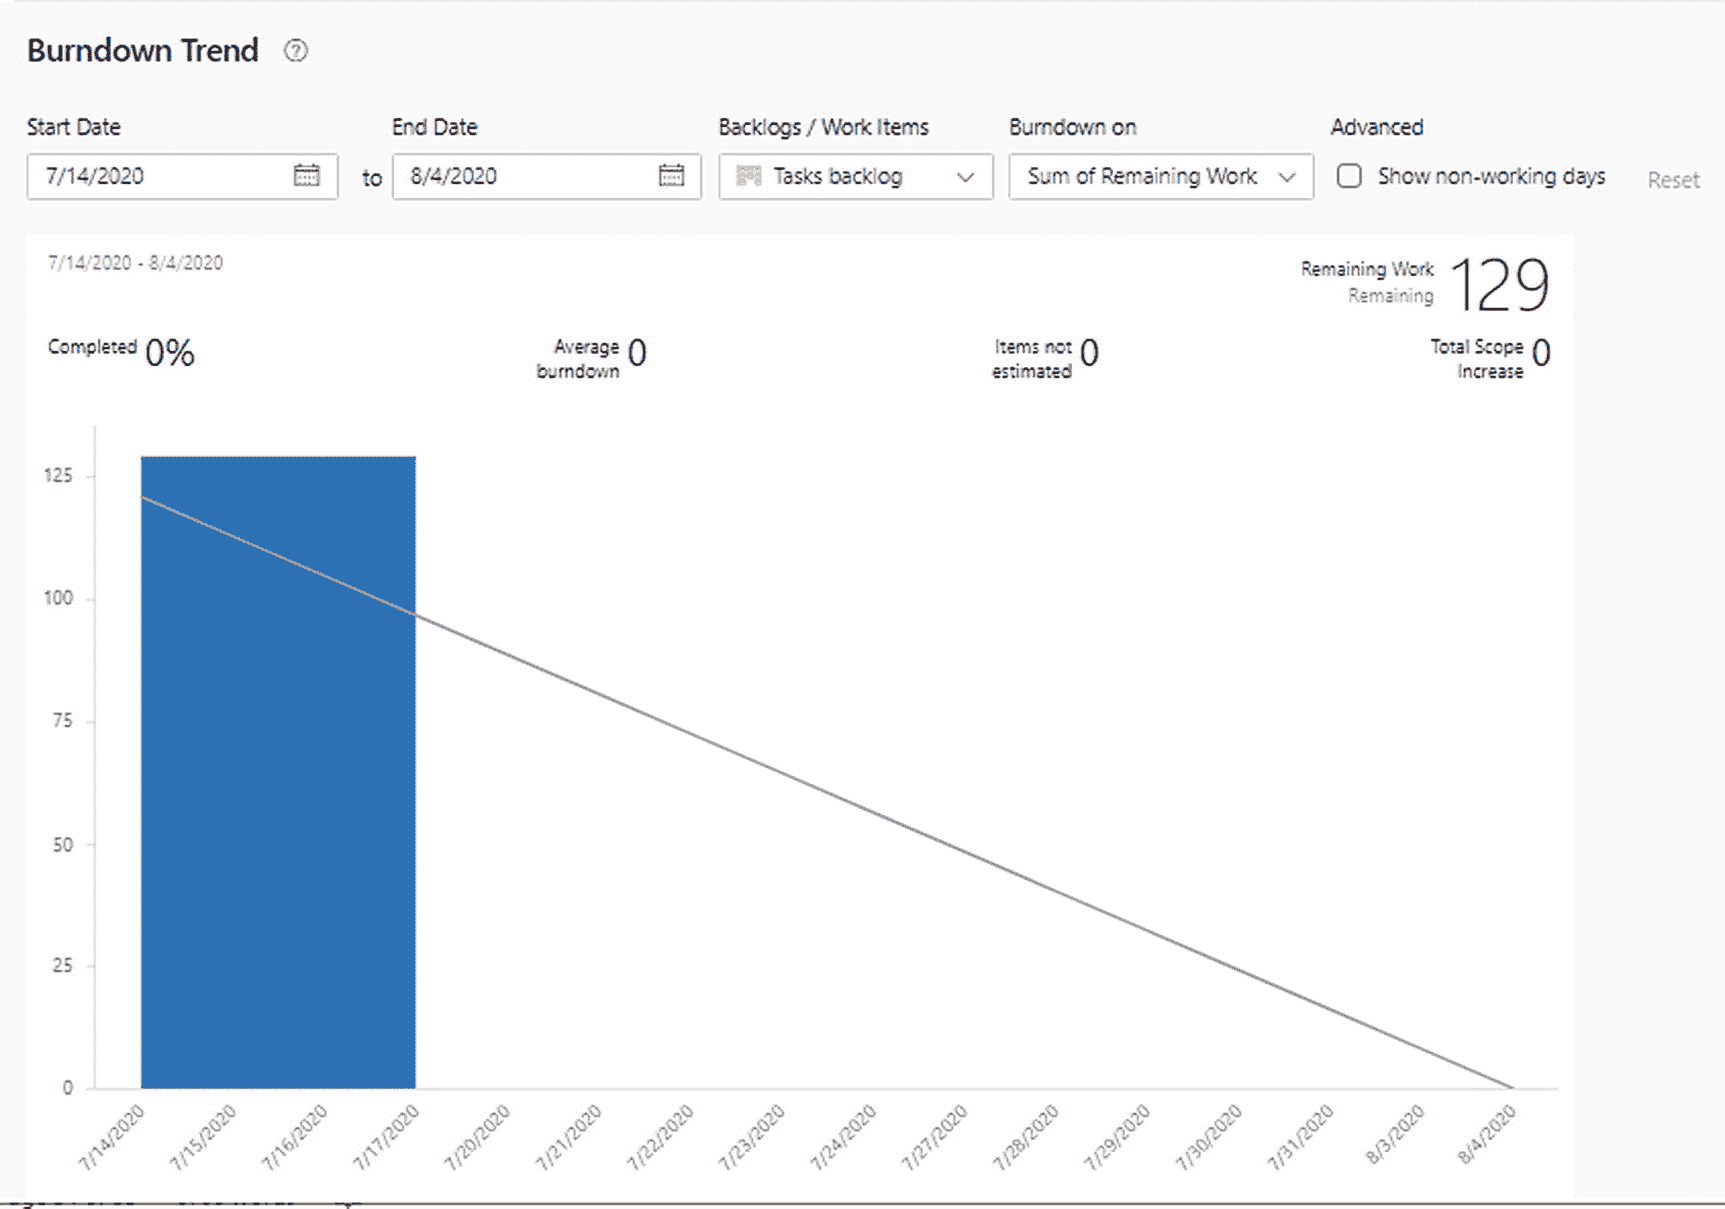 Burndown Trend ?
Start Date End Date Backlogs / Work Items Burndown on Advanced
7/14/2020 to 8/4/2020 Tasks backlog Sum of Remaining Work Show non-working days Reset
7/14/2020 - 8/4/2020
Remaining Work
Remaining
129
Completed 0%
Average
burndown
0
Items not
estimated
0
Total Scope
Increase
0
125
100
75
50
25
0
7/14/2020 7/15/2020 7/16/2020 7/17/2020 7/20/2020 7/21/2020 7/22/2020 7/23/2020 7/24/2020 7/27/2020 7/28/2020 7/29/2020 7/30/2020 7/31/2020 8/3/2020 8/4/2020